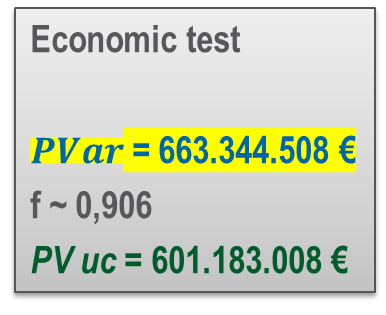 Economic test
PVar = 663.344.508 €
f ~ 0,906
PV uc = 601.183.008 €